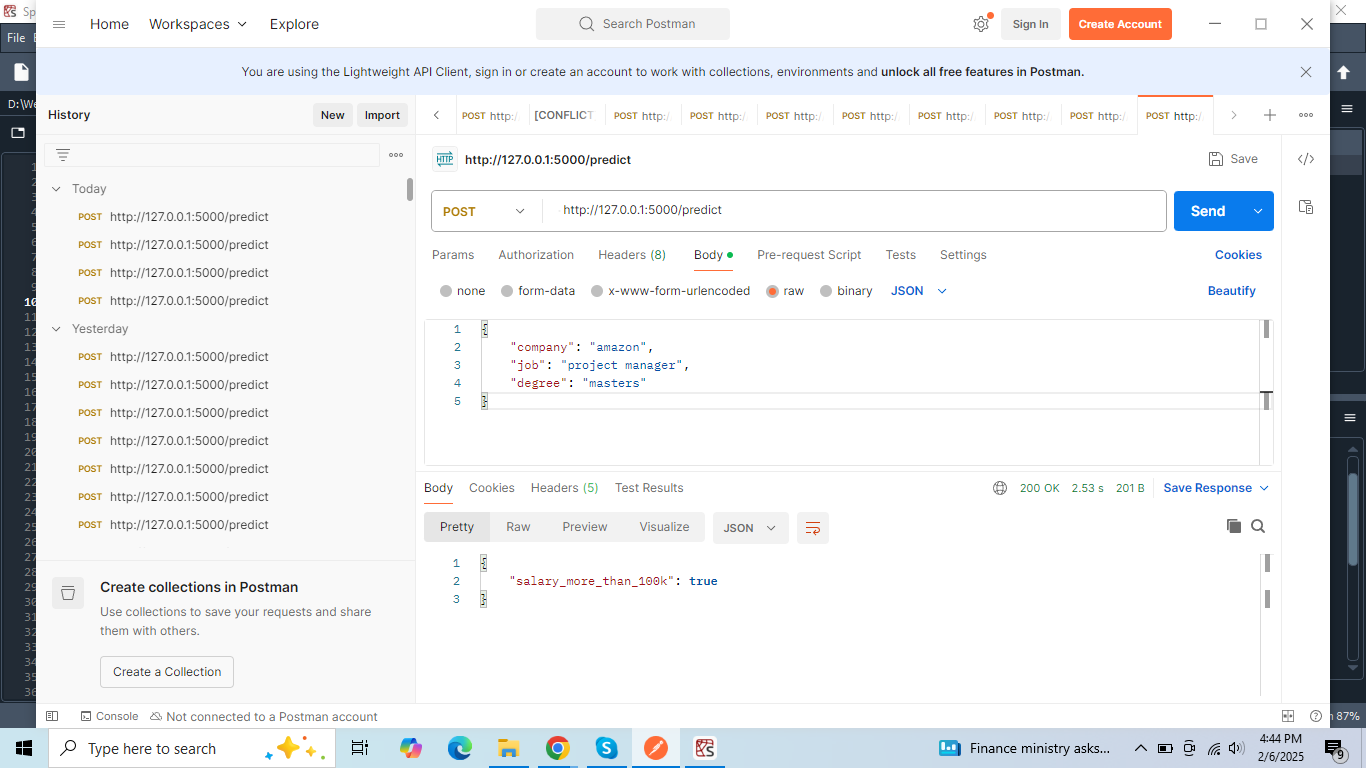 Sp
File
D:\We
Home Workspaces Explore Search Postman Sign In Create Account
You are using the Lightweight API Client, sign in or create an account to work with collections, environments and unlock all free features in Postman.
History New Import
POST http:/ [CONFLICT POST http:/ POST http:/ POST http:/ POST http:/ POST http:/ POST http:/ POST http:/ POST http:/
HTTP http://127.0.0.1:5000/predict Save
POST http://127.0.0.1:5000/predict Send
Params Authorization Headers (8) Body Pre-request Script Tests Settings Cookies
none form-data x-www-form-urlencoded raw binary JSON Beautify
1 {
2 "company": "amazon",
3 "job": "project manager",
4 "degree": "masters"
5 }
Today
POST http://127.0.0.1:5000/predict
POST http://127.0.0.1:5000/predict
POST http://127.0.0.1:5000/predict
POST http://127.0.0.1:5000/predict
Yesterday
POST http://127.0.0.1:5000/predict
POST http://127.0.0.1:5000/predict
POST http://127.0.0.1:5000/predict
POST http://127.0.0.1:5000/predict
POST http://127.0.0.1:5000/predict
POST http://127.0.0.1:5000/predict
POST http://127.0.0.1:5000/predict
Create collections in Postman
Use collections to save your requests and share
them with others.
Create a Collection
Body Cookies Headers (5) Test Results 200 OK 2.53 s 201 B Save Response
Pretty Raw Preview Visualize JSON
1 {
2 "salary_more_than_100k": true
3 }
Console Not connected to a Postman account
87%
Type here to search
Finance ministry asks...
4:44 PM
2/6/2025
9